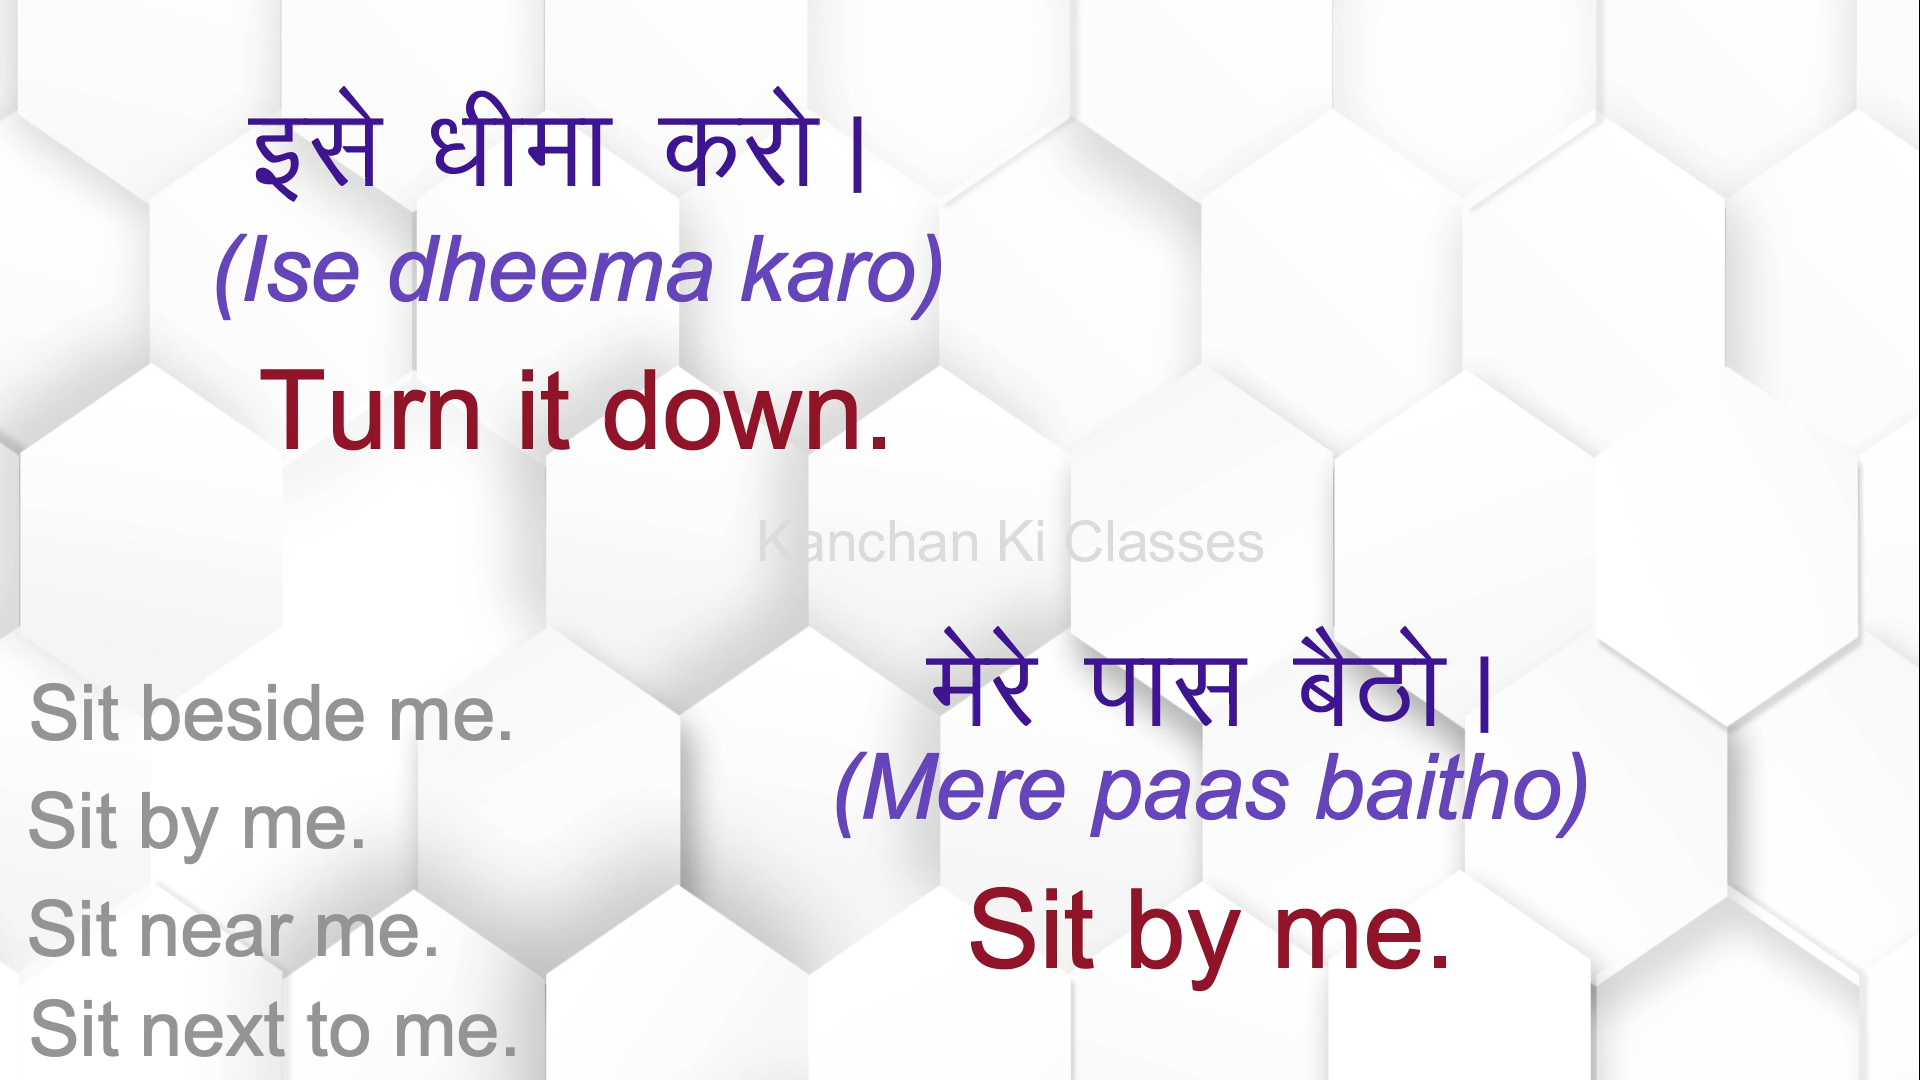 इसे धीमा करो।
(Ise dheema karo)
Turn it down.
Kanchan Ki Classes
मेरे पास बैठो।
(Mere paas baitho)
Sit by me.
Sit beside me.
Sit by me.
Sit near me.
Sit next to me.